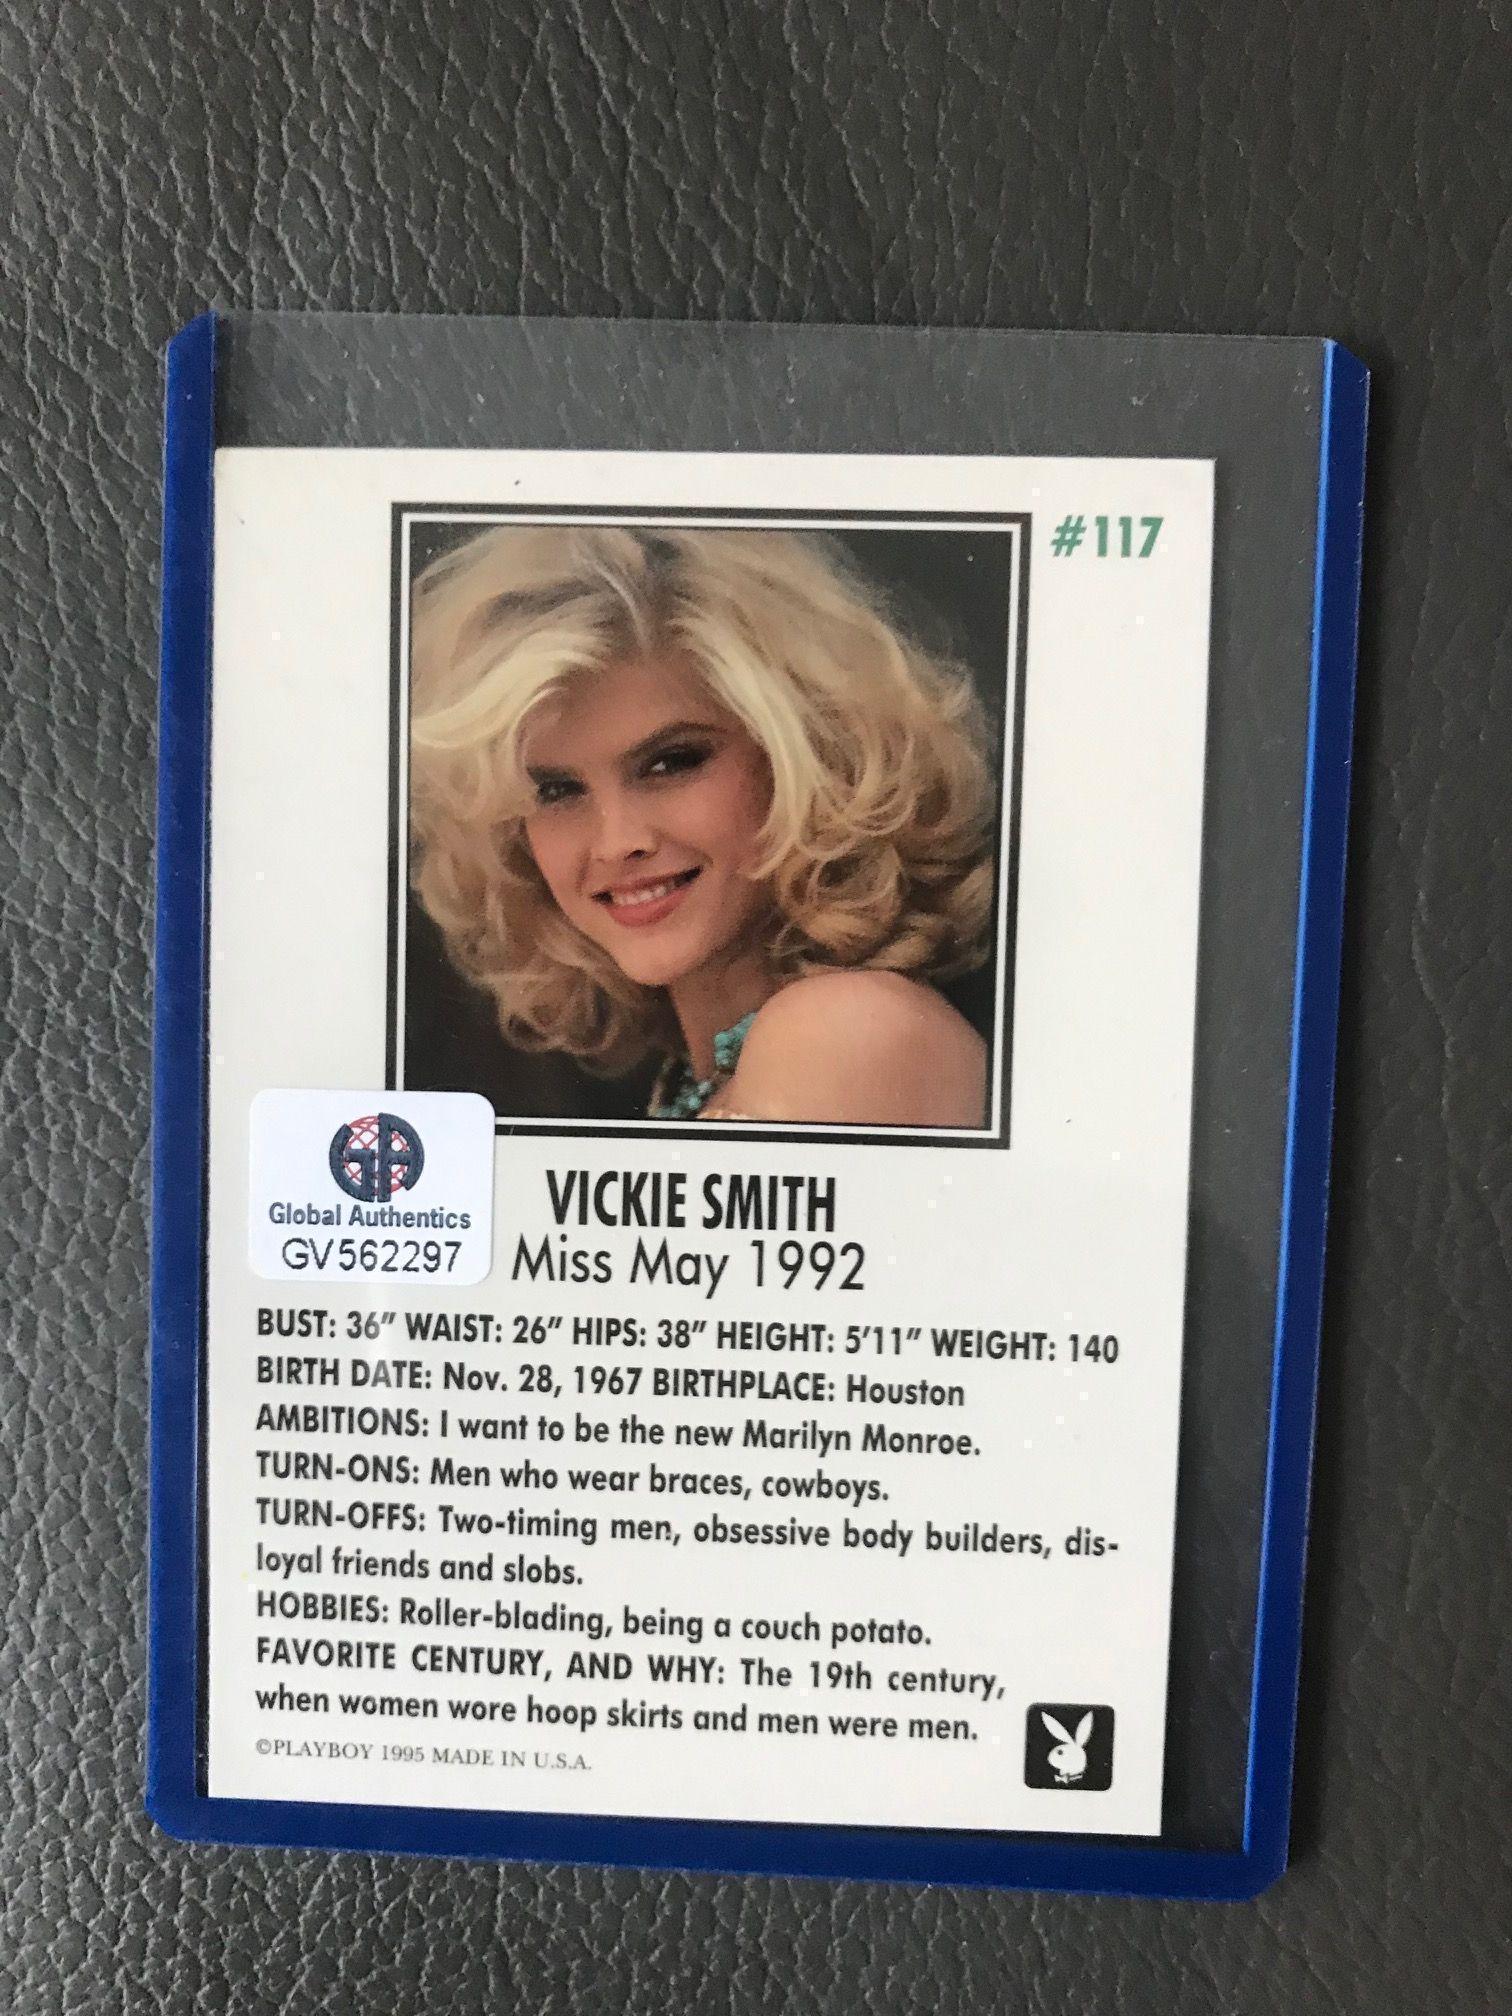 #117
GA
Global Authentics
GV562297
VICKIE SMITH
Miss May 1992
BUST: 36" WAIST: 26" HIPS: 38" HEIGHT: 5'11" WEIGHT: 140
BIRTH DATE: Nov. 28, 1967 BIRTHPLACE: Houston
AMBITIONS: I want to be the new Marilyn Monroe.
TURN-ONS: Men who wear braces, cowboys.
TURN-OFFS: Two-timing men, obsessive body builders, dis-
loyal friends and slobs.
HOBBIES: Roller-blading, being a couch potato.
FAVORITE CENTURY, AND WHY: The 19th century,
when women wore hoop skirts and men were men.
©PLAYBOY 1995 MADE IN U.S.A.